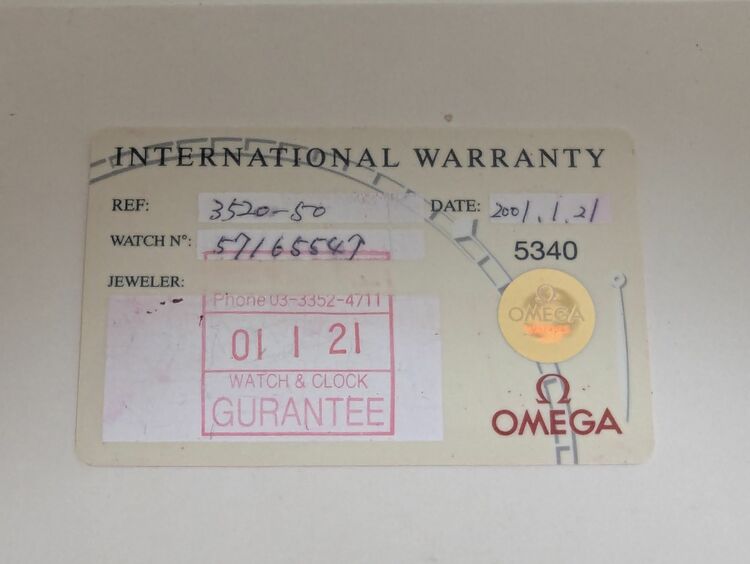 INTERNATIONAL WARRANTY
REF: 3520-50 DATE: 2001.1.21
WATCH Nº: 57165547
5340
JEWELER:
Phone 03-3352-4711
01 1 21
WATCH & CLOCK
GURANTEE
OMEGA
Ω
OMEGA